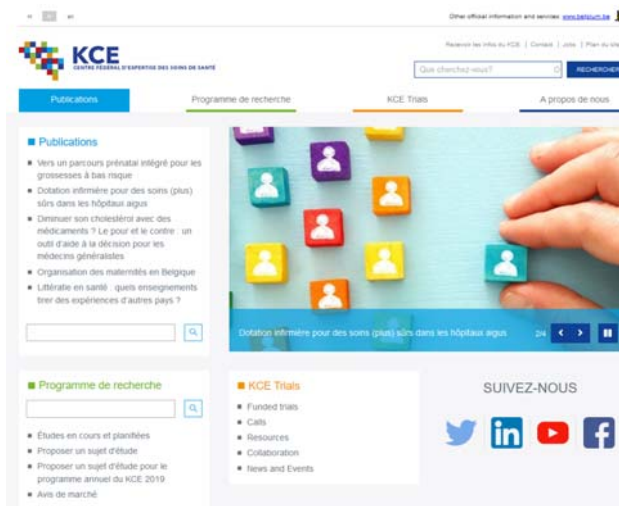 nl fr en
Other official information and services www.belgium.be
Recevoir les infos du KCE | Contact | Jobs | Plan du site
KCE
CENTRE FÉDÉRAL D'EXPERTISE DES SOINS DE SANTÉ
Que cherchez-vous?
RECHERCHER
Publications
Programme de recherche
KCE Trials
A propos de nous
Publications
Vers un parcours prénatal intégré pour les
grossesses à bas risque
Dotation infirmière pour des soins (plus)
sûrs dans les hôpitaux aigus
Diminuer son cholestérol avec des
médicaments ? Le pour et le contre : un
outil d'aide à la décision pour les
médecins généralistes
Organisation des maternités en Belgique
Littératie en santé : quels enseignements
tirer des expériences d'autres pays ?
Dotation infirmière pour des soins (plus) sûrs dans les hôpitaux aigus
2/4
Programme de recherche
Études en cours et planifiées
Proposer un sujet d'étude
Proposer un sujet d'étude pour le
programme annuel du KCE 2019
Avis de marché
KCE Trials
Funded trials
Calls
Resources
Collaboration
News and Events
SUIVEZ-NOUS